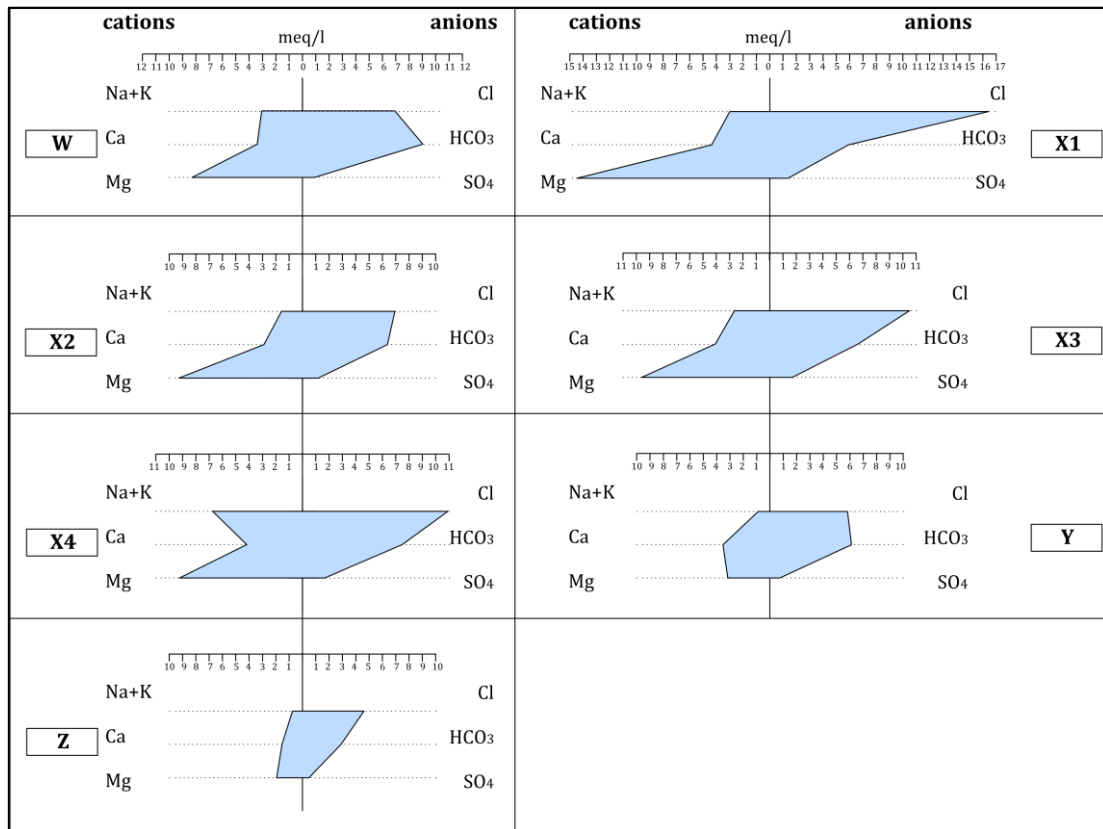 cations anions cations anions
meq/l meq/l
12 11 10 9 8 7 6 5 4 3 2 1 0 1 2 3 4 5 6 7 8 9 10 11 12
15 14 13 12 11 10 9 8 7 6 5 4 3 2 1 0 1 2 3 4 5 6 7 8 9 10 11 12 13 14 15 16 17
Na+K Cl
W Ca HCO3
Mg SO4
Na+K Cl
Ca HCO3 X1
Mg SO4
10 9 8 7 6 5 4 3 2 1 1 2 3 4 5 6 7 8 9 10
Na+K Cl
X2 Ca HCO3
Mg SO4
11 10 9 8 7 6 5 4 3 2 1 1 2 3 4 5 6 7 8 9 10 11
Na+K Cl
Ca HCO3 X3
Mg SO4
11 10 9 8 7 6 5 4 3 2 1 1 2 3 4 5 6 7 8 9 10 11
Na+K Cl
X4 Ca HCO3
Mg SO4
10 9 8 7 6 5 4 3 2 1 1 2 3 4 5 6 7 8 9 10
Na+K Cl
Ca HCO3 Y
Mg SO4
10 9 8 7 6 5 4 3 2 1 1 2 3 4 5 6 7 8 9 10
Na+K Cl
Z Ca HCO3
Mg SO4